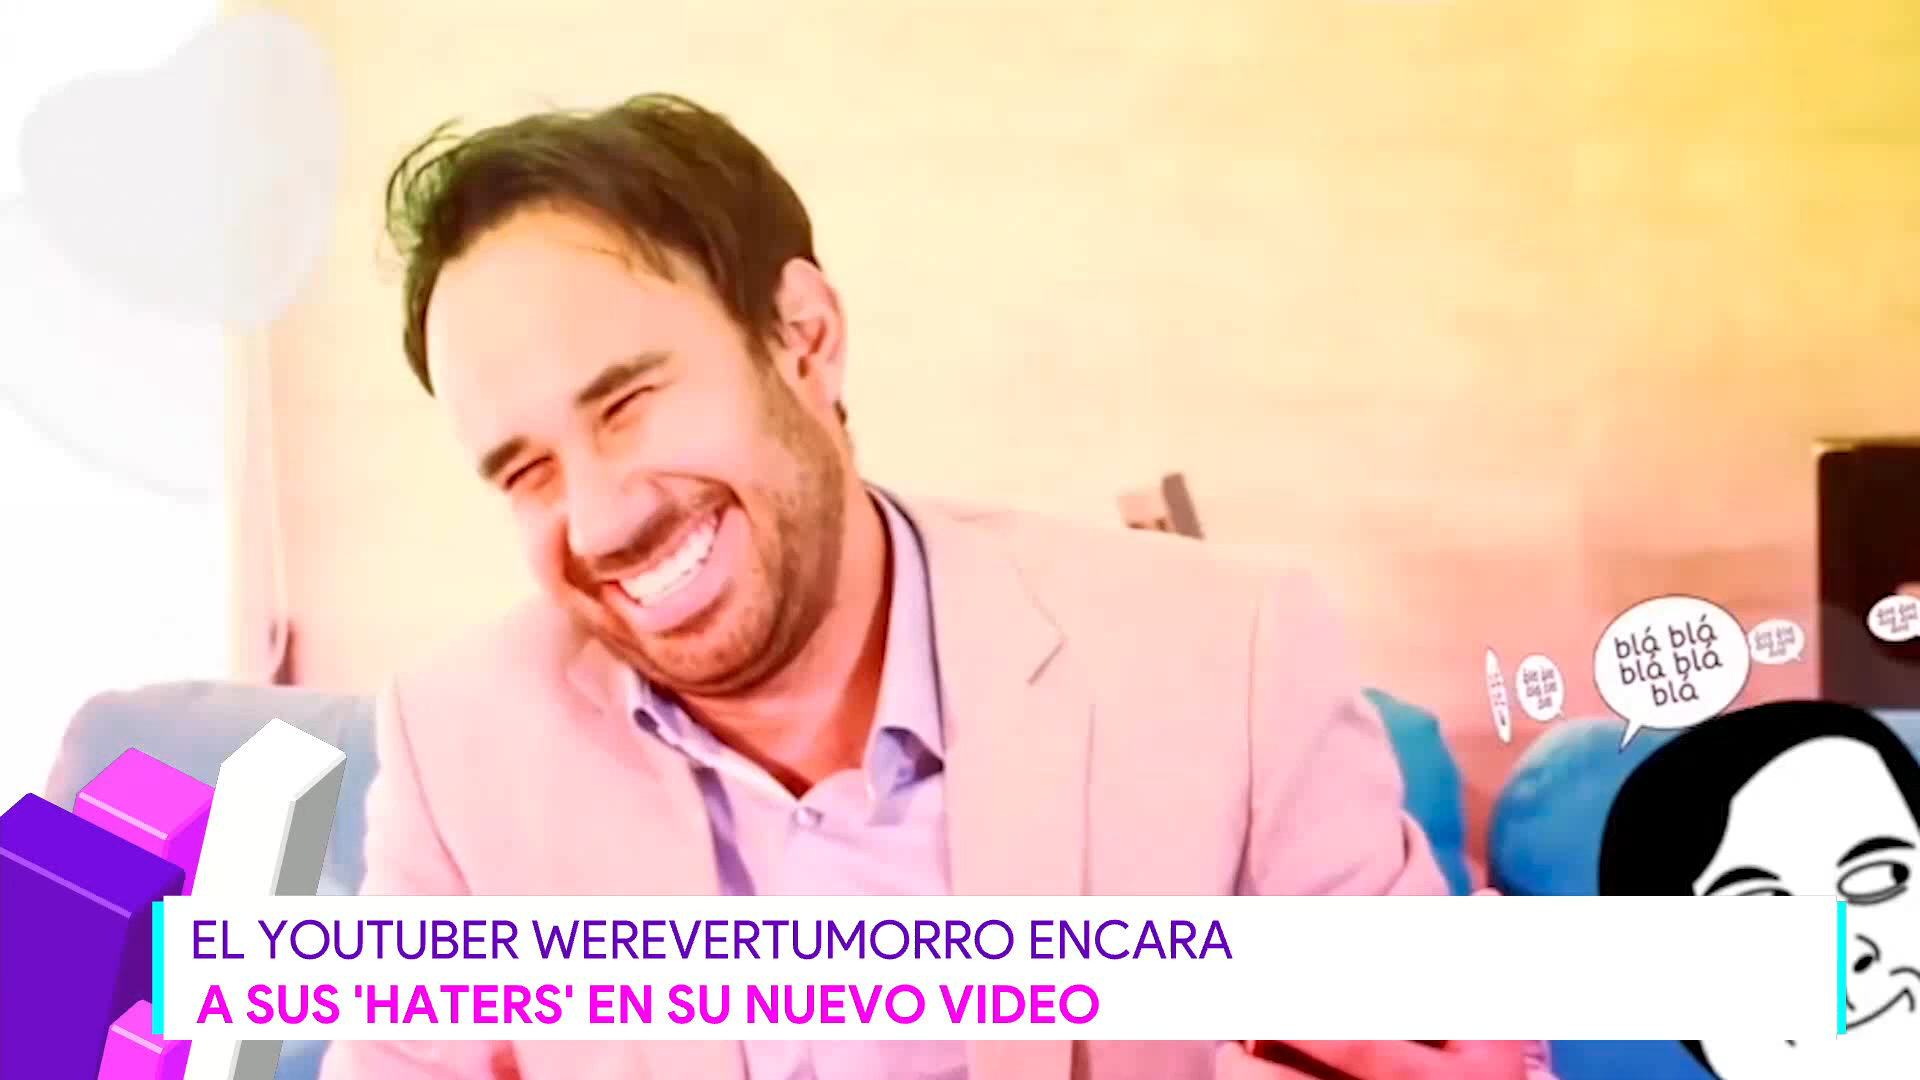 blá blá
blá blá
blá
EL YOUTUBER WEREVERTUMORRO ENCARA
A SUS 'HATERS' EN SU NUEVO VIDEO